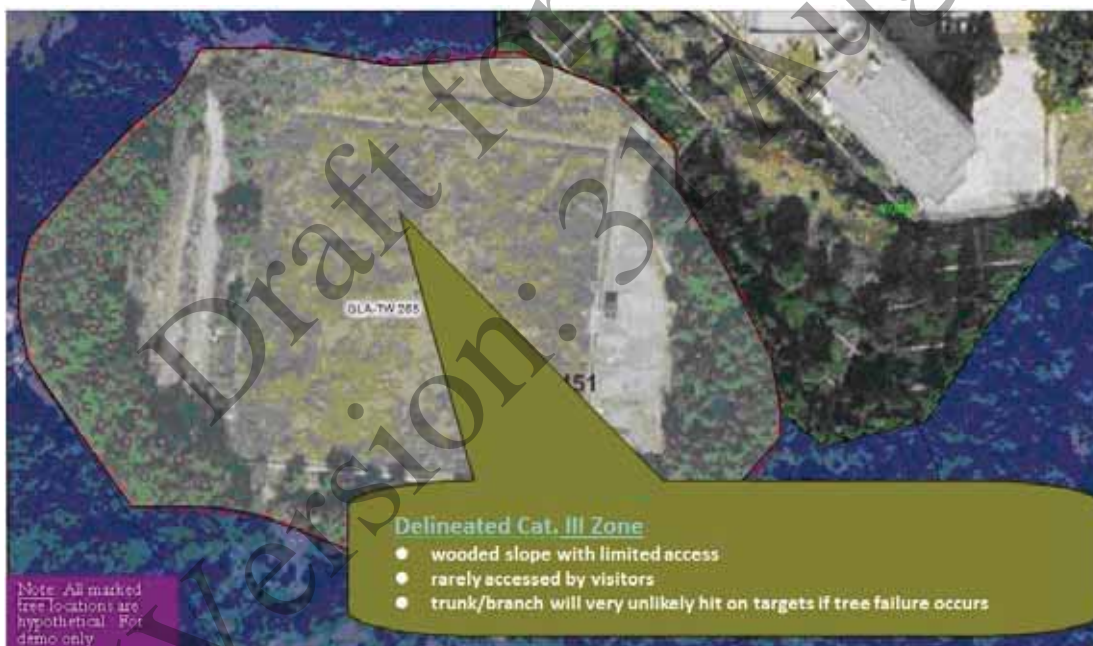 Draft for
Version: 31 Aug
GLA-TW 265
451
Delineated Cat. III Zone
● wooded slope with limited access
● rarely accessed by visitors
● trunk/branch will very unlikely hit on targets if tree failure occurs
Note: All marked
tree locations are
hypothetical. For
demo only